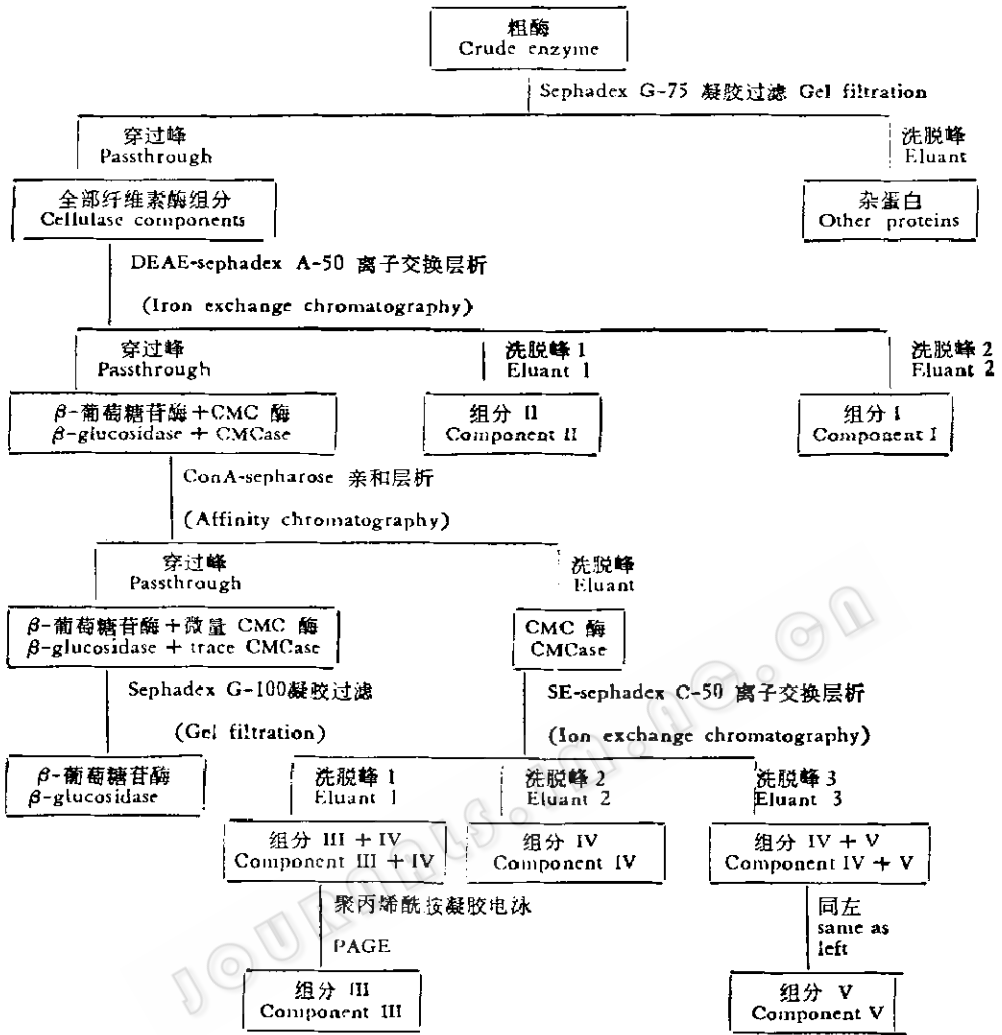 粗酶
Crude enzyme
Sephadex G-75 凝胶过滤 Gel filtration
穿过峰
Passthrough
洗脱峰
Eluant
全部纤维素酶组分
Cellulase components
杂蛋白
Other proteins
DEAE-sephadex A-50 离子交换层析
(Iron exchange chromatography)
穿过峰
Passthrough
洗脱峰 1
Eluant 1
洗脱峰 2
Eluant 2
β-葡萄糖苷酶+CMC 酶
β-glucosidase + CMCase
组分 II
Component II
组分 I
Component I
ConA-sepharose 亲和层析
(Affinity chromatography)
穿过峰
Passthrough
洗脱峰
Eluant
β-葡萄糖苷酶+微量 CMC 酶
β-glucosidase + trace CMCase
CMC 酶
CMCase
Sephadex G-100凝胶过滤
(Gel filtration)
SE-sephadex C-50 离子交换层析
(Ion exchange chromatography)
β-葡萄糖苷酶
β-glucosidase
洗脱峰 1
Eluant 1
洗脱峰 2
Eluant 2
洗脱峰 3
Eluant 3
组分 III + IV
Component III + IV
组分 IV
Component IV
组分 IV + V
Component IV + V
聚丙烯酰胺凝胶电泳
PAGE
同左
same as
left
组分 III
Component III
组分 V
Component V
JOURNALS.IM.AC.CN